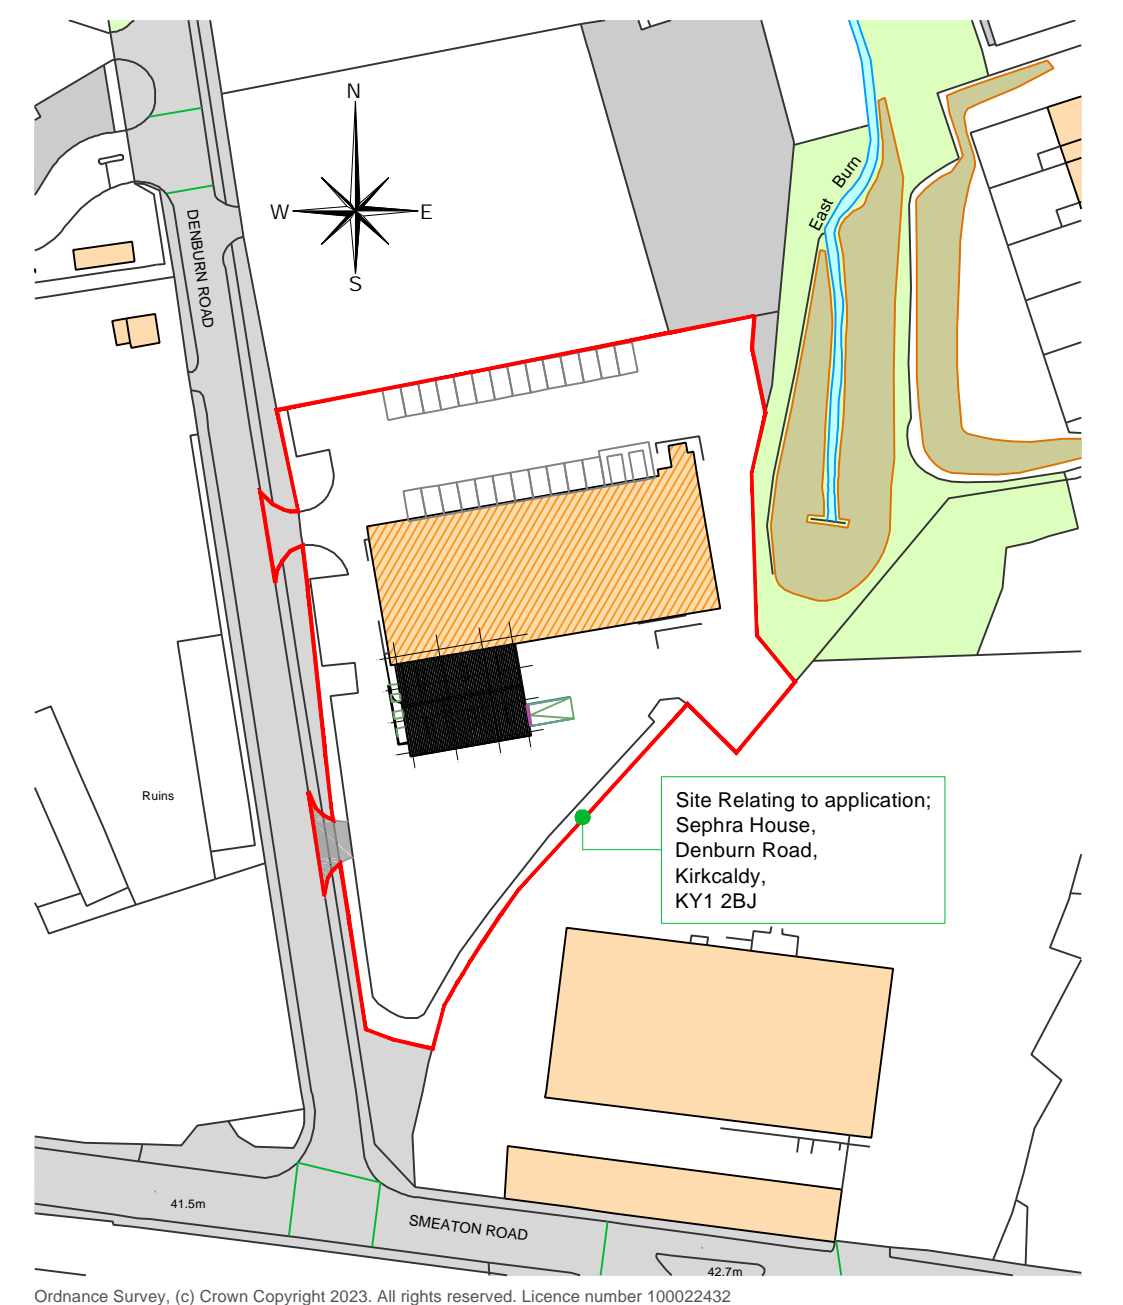 N
W
E
S
East Burn
DENBURN ROAD
Ruins
Site Relating to application;
Sephra House,
Denburn Road,
Kirkcaldy,
KY1 2BJ
41.5m
SMEATON ROAD
42.7m
Ordnance Survey, (c) Crown Copyright 2023. All rights reserved. Licence number 100022432